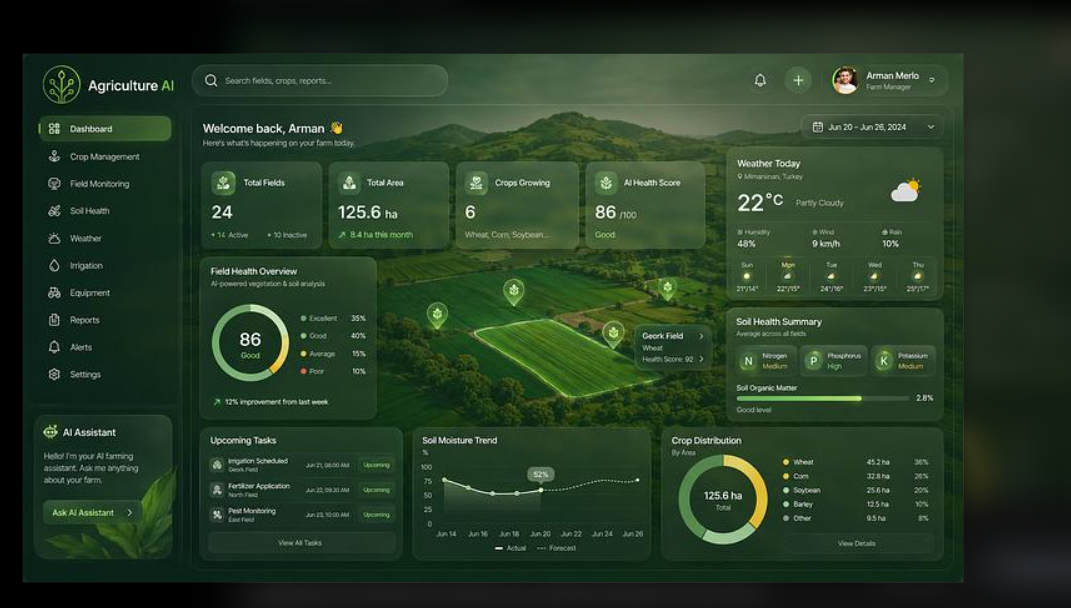 Agriculture AI
Search fields, crops, reports...
Arman Merlo
Farm Manager
Dashboard
Crop Management
Field Monitoring
Soil Health
Weather
Irrigation
Equipment
Reports
Alerts
Settings
AI Assistant
Hello! I'm your AI farming
assistant. Ask me anything
about your farm.
Ask AI Assistant
Welcome back, Arman 👋
Here's what's happening on your farm today.
Jun 20 – Jun 26, 2024
Total Fields
24
• 14 Active • 10 Inactive
Total Area
125.6 ha
8.4 ha this month
Crops Growing
6
Wheat, Corn, Soybean...
AI Health Score
86 /100
Good
Weather Today
Turkey
22°C Partly Cloudy
Humidity Wind Rain
48% 9 km/h 10%
Sun Mon Tue Wed Thu
21°/14° 22°/15° 24°/16° 23°/15° 25°/17°
Field Health Overview
AI-powered vegetation & soil analysis
86
Good
Excellent 35%
Good 40%
Average 15%
Poor 10%
12% improvement from last week
Geork Field
Wheat
Health Score: 92
Soil Health Summary
Average across all fields
N Nitrogen Medium
P Phosphorus High
K Potassium Medium
Soil Organic Matter
2.8%
Good level
Upcoming Tasks
Irrigation Scheduled
Geork Field
Jun 21, 08:00 AM Upcoming
Fertilizer Application
North Field
Jun 22, 09:30 AM Upcoming
Pest Monitoring
East Field
Jun 23, 10:00 AM Upcoming
View All Tasks
Soil Moisture Trend
%
100
75
50
25
0
52%
Jun 14 Jun 16 Jun 18 Jun 20 Jun 22 Jun 24 Jun 26
Actual Forecast
Crop Distribution
By Area
125.6 ha
Total
Wheat 45.2 ha 36%
Corn 32.8 ha 26%
Soybean 25.6 ha 20%
Barley 12.5 ha 10%
Other 9.5 ha 8%
View Details